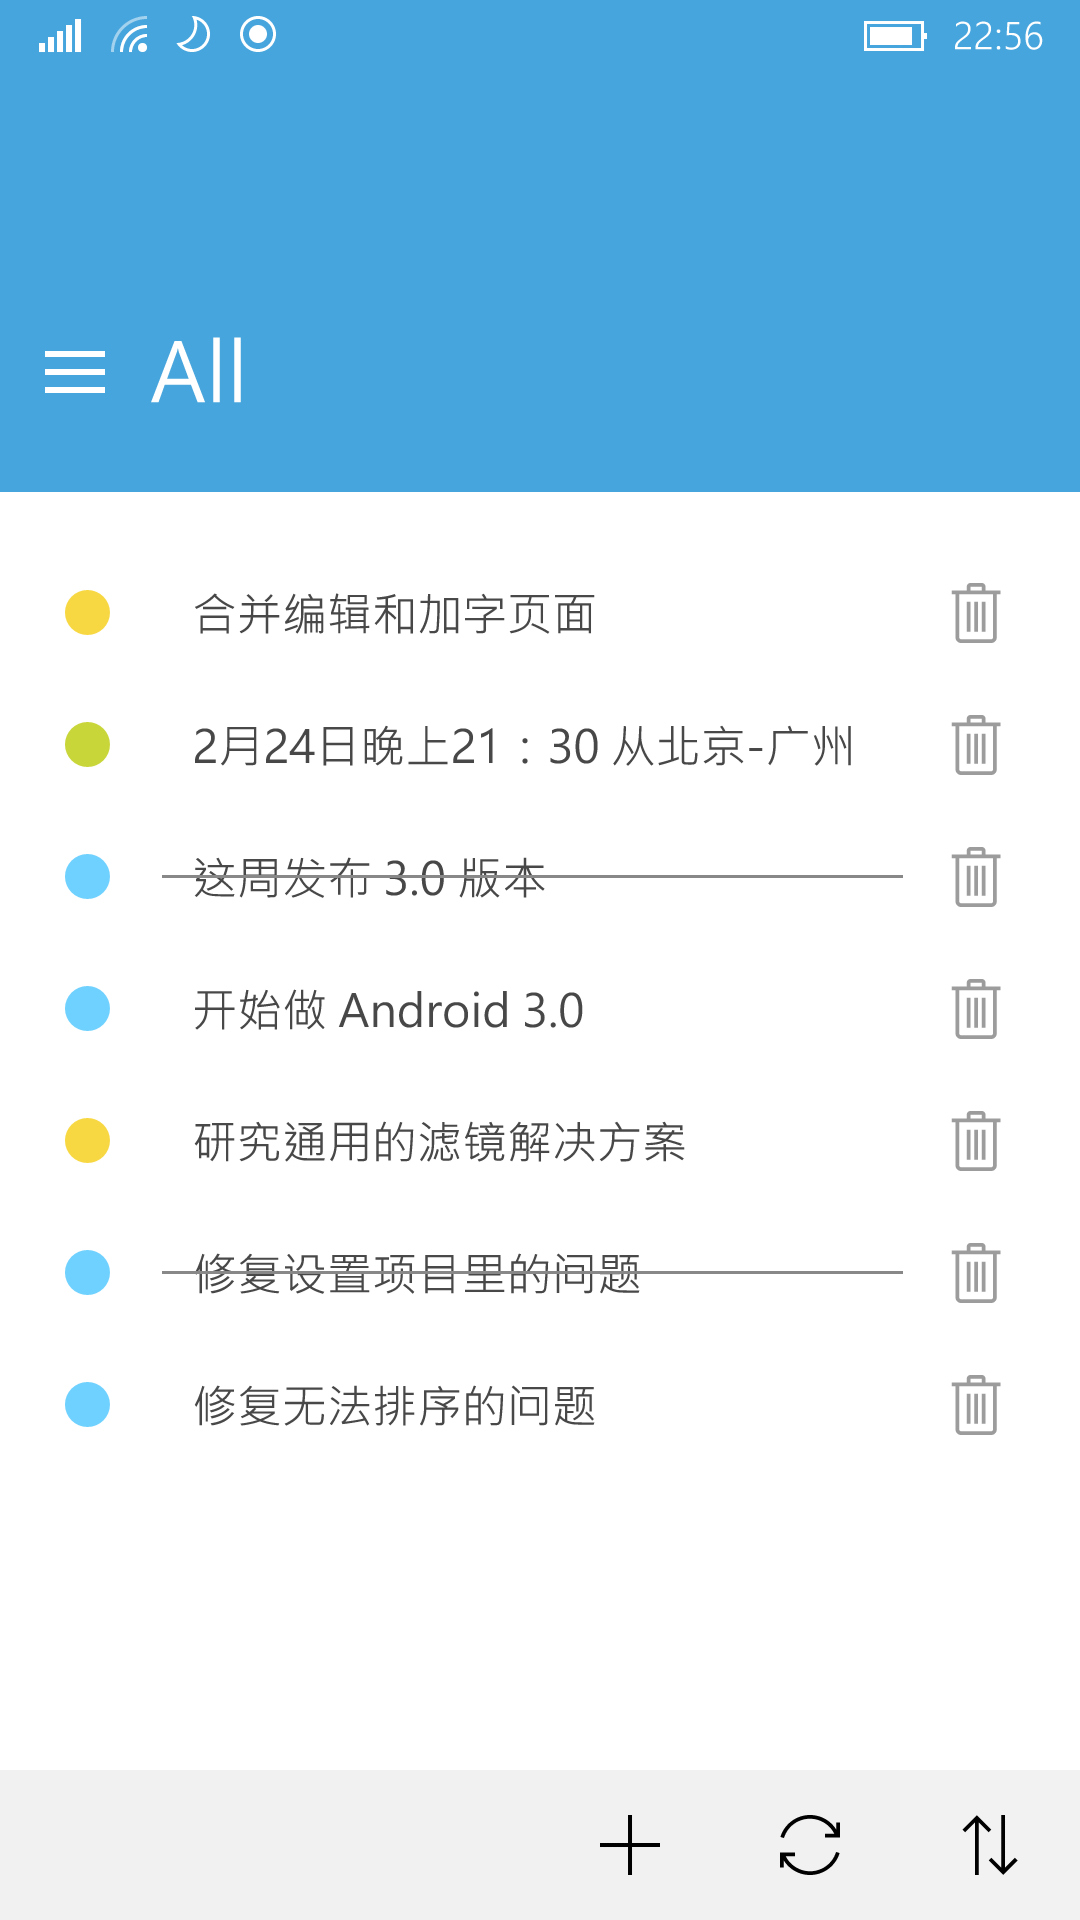 22:56
All
合并编辑和加字页面
2月24日晚上21：30 从北京-广州
这周发布 3.0 版本
开始做 Android 3.0
研究通用的滤镜解决方案
修复设置项目里的问题
修复无法排序的问题